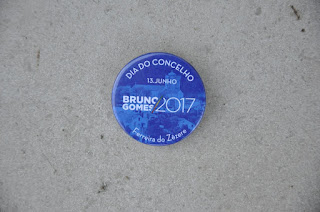 DIA DO CONCELHO
13.JUNHO
BRUNO
GOMES 2017
Ferreira do Zêzere